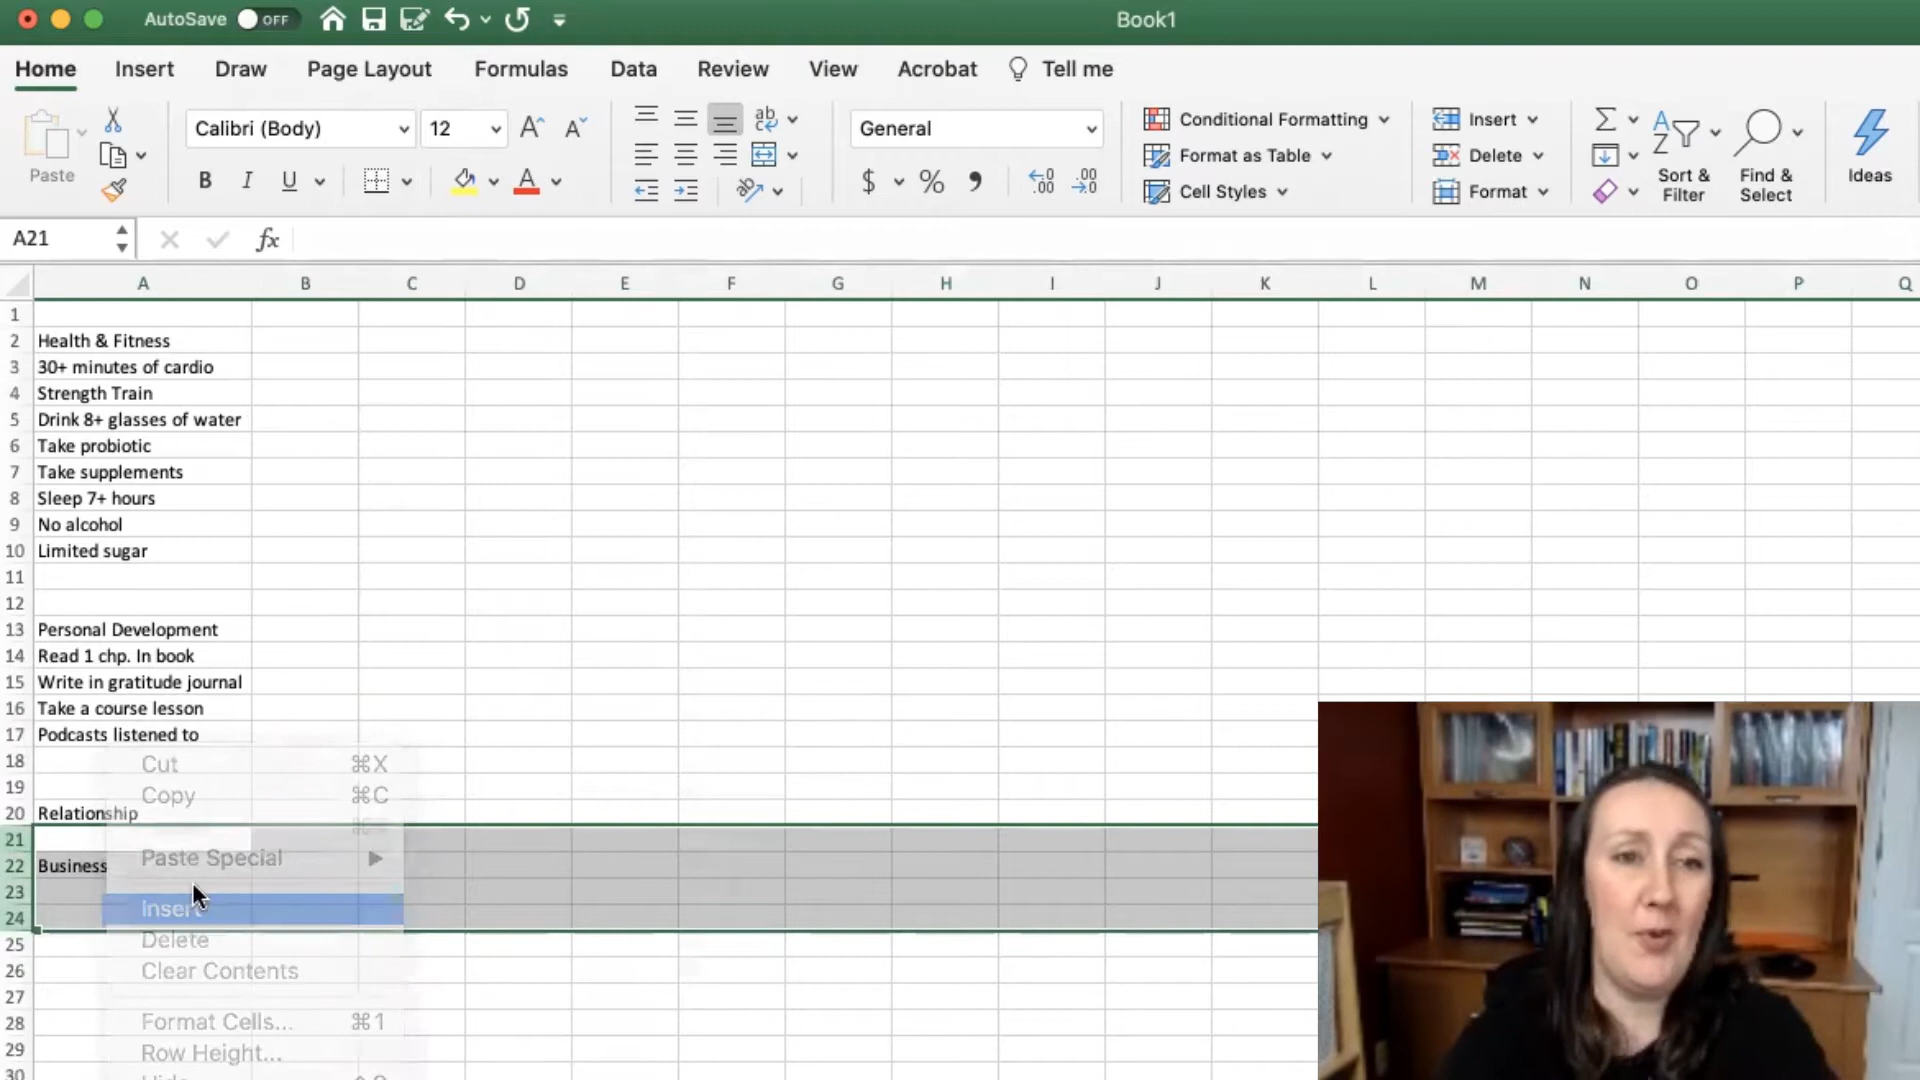 AutoSave OFF Book1
Home Insert Draw Page Layout Formulas Data Review View Acrobat Tell me
Paste Calibri (Body) 12 A A ab c General Conditional Formatting Insert Σ A Z
B I U A $ % , Format as Table Delete
Cell Styles Format Sort & Filter Find & Select Ideas
A21 fx
A B C D E F G H I J K L M N O P Q
1
2 Health & Fitness
3 30+ minutes of cardio
4 Strength Train
5 Drink 8+ glasses of water
6 Take probiotic
7 Take supplements
8 Sleep 7+ hours
9 No alcohol
10 Limited sugar
11
12
13 Personal Development
14 Read 1 chp. In book
15 Write in gratitude journal
16 Take a course lesson
17 Podcasts listened to
18
19
20 Relationship
21
22 Business
23
24
25
26
27
28
29
30
Cut ⌘X
Copy ⌘C
Paste Special
Insert
Delete
Clear Contents
Format Cells... ⌘1
Row Height...